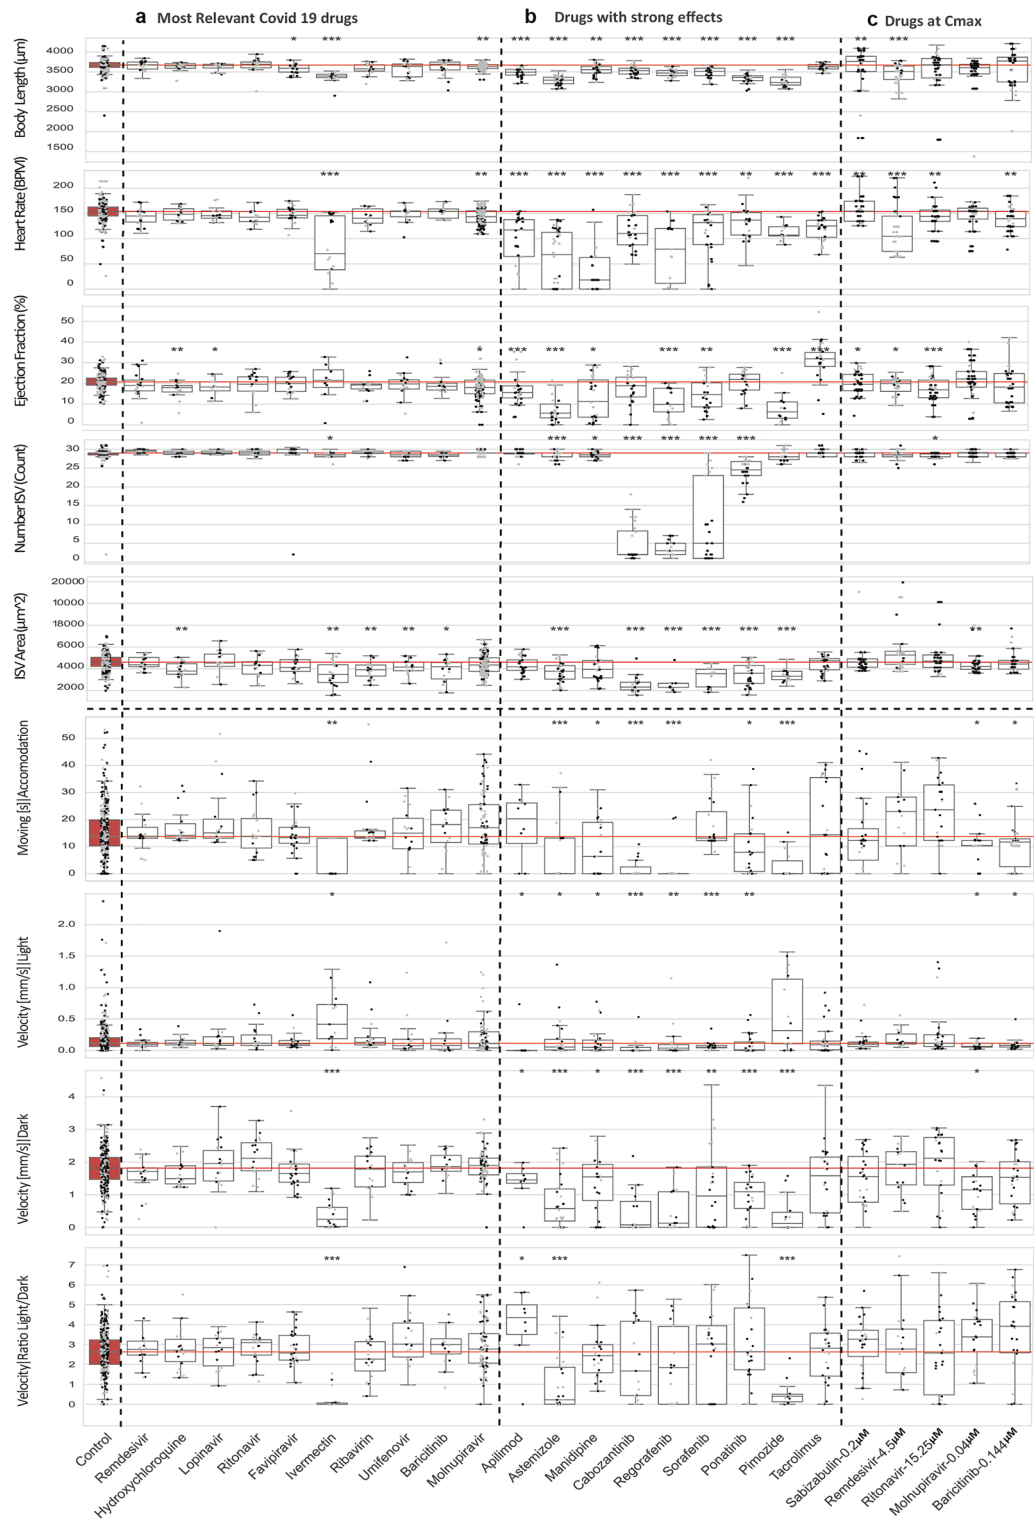 a Most Relevant Covid 19 drugs
b Drugs with strong effects
c Drugs at Cmax
Body Length (µm)
4000
3500
3000
2500
2000
1500
* *** ** *** *** ** *** *** *** *** *** ** ***
Heart Rate (BPM)
200
150
100
50
0
*** ** *** *** *** *** *** *** ** *** *** ** *** ** **
Ejection Fraction (%)
50
40
30
20
10
0
** * * *** *** * *** ** *** * * ***
Number ISV (Count)
30
25
20
15
10
5
0
* *** * *** *** *** *** *
ISV Area (µm^2)
20000
10000
8000
6000
4000
2000
** ** ** ** * *** *** *** *** *** *** **
Moving [s]|Accomodation
50
40
30
20
10
0
** *** * *** *** * *** * *
Velocity [mm/s]|Light
2.0
1.5
1.0
0.5
0.0
* * * * *** ** *** ** * *
Velocity [mm/s]|Dark
4
3
2
1
0
*** * *** * *** *** ** *** *** *
Velocity|Ratio Light/Dark
7
6
5
4
3
2
1
0
*** * *** ***
Control
Remdesivir
Hydroxychloroquine
Lopinavir
Ritonavir
Favipiravir
Ivermectin
Ribavirin
Umifenovir
Baricitinib
Molnupiravir
Apilimod
Astemizole
Manidipine
Cabozantinib
Regorafenib
Sorafenib
Ponatinib
Pimozide
Tacrolimus
Sabizabulin-0.2µM
Remdesivir-4.5µM
Ritonavir-15.25µM
Molnupiravir-0.04µM
Baricitinib-0.144µM